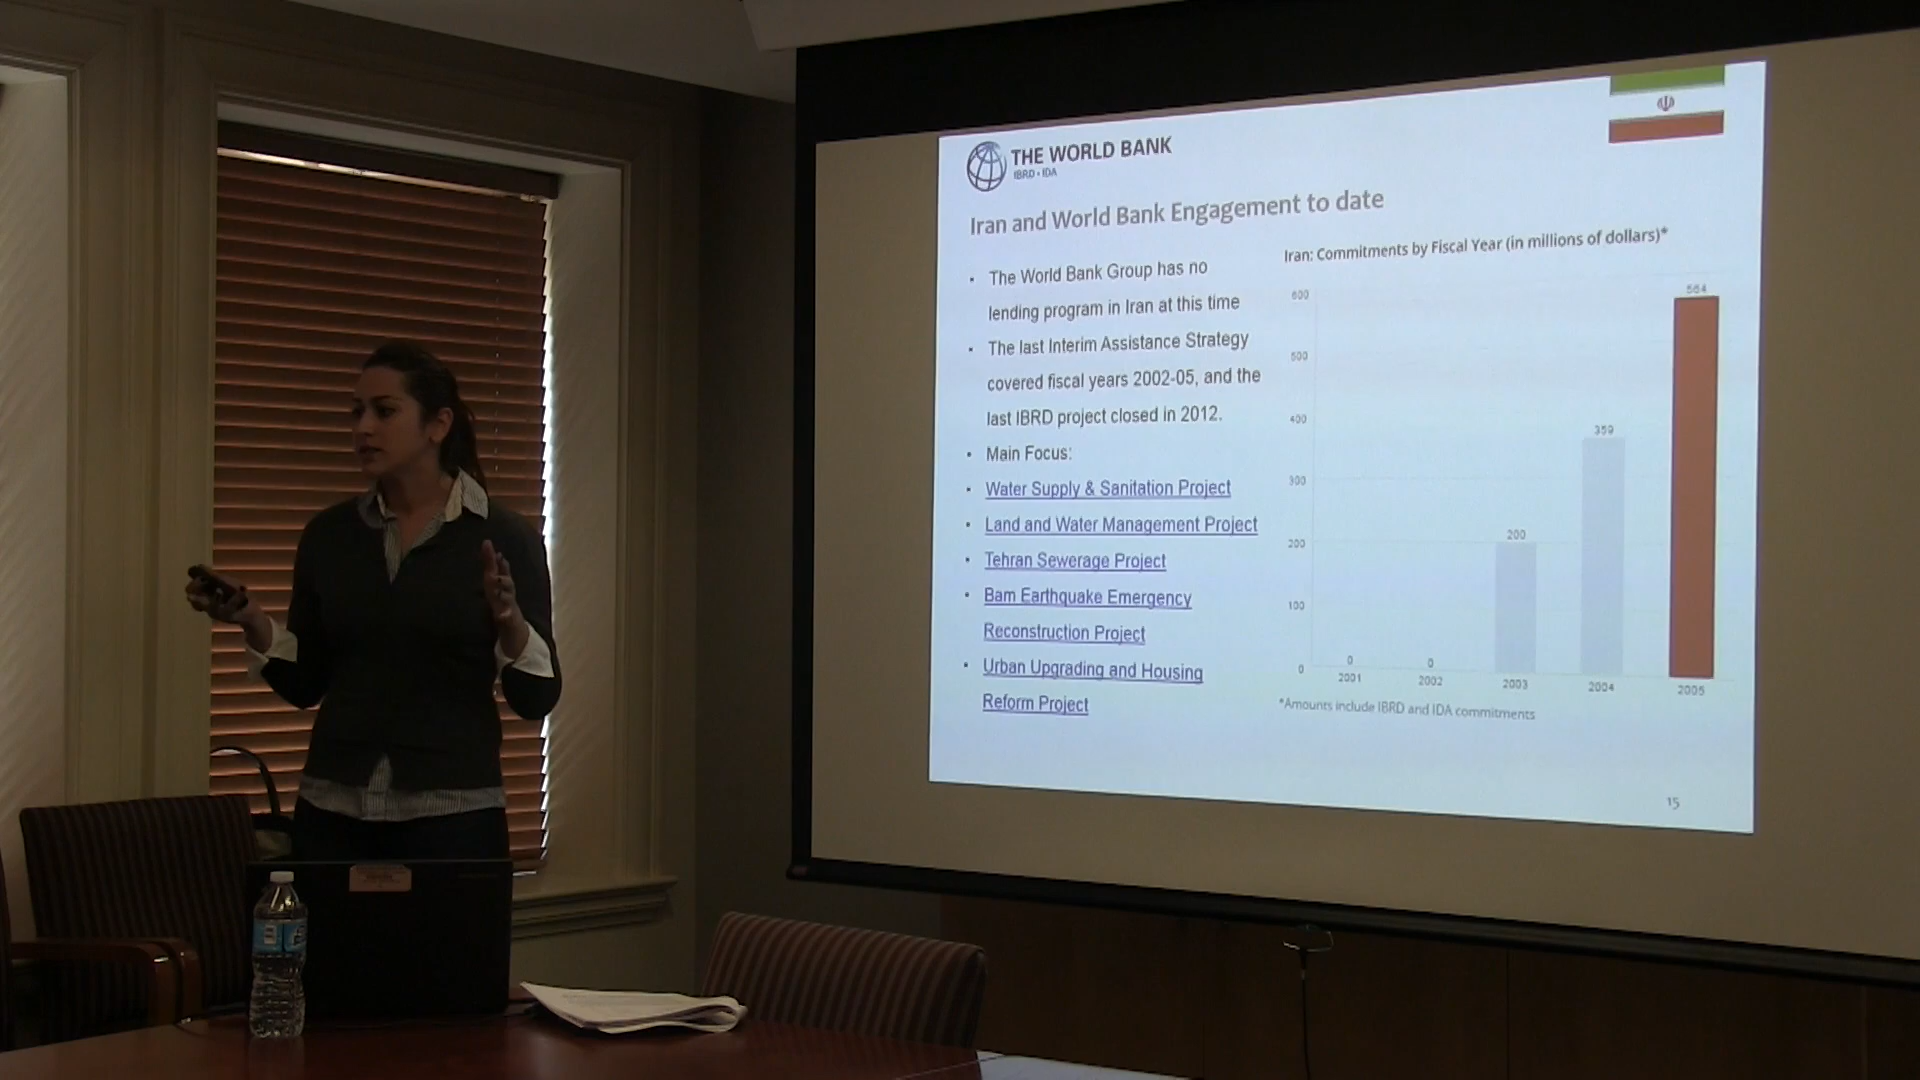 THE WORLD BANK
IBRD • IDA
Iran and World Bank Engagement to date
• The World Bank Group has no
lending program in Iran at this time
• The last Interim Assistance Strategy
covered fiscal years 2002-05, and the
last IBRD project closed in 2012.
• Main Focus:
• Water Supply & Sanitation Project
• Land and Water Management Project
• Tehran Sewerage Project
• Bam Earthquake Emergency
Reconstruction Project
• Urban Upgrading and Housing
Reform Project
Iran: Commitments by Fiscal Year (in millions of dollars)*
600
500
400
300
200
100
0
0
0
200
359
564
2001
2002
2003
2004
2005
*Amounts include IBRD and IDA commitments
15